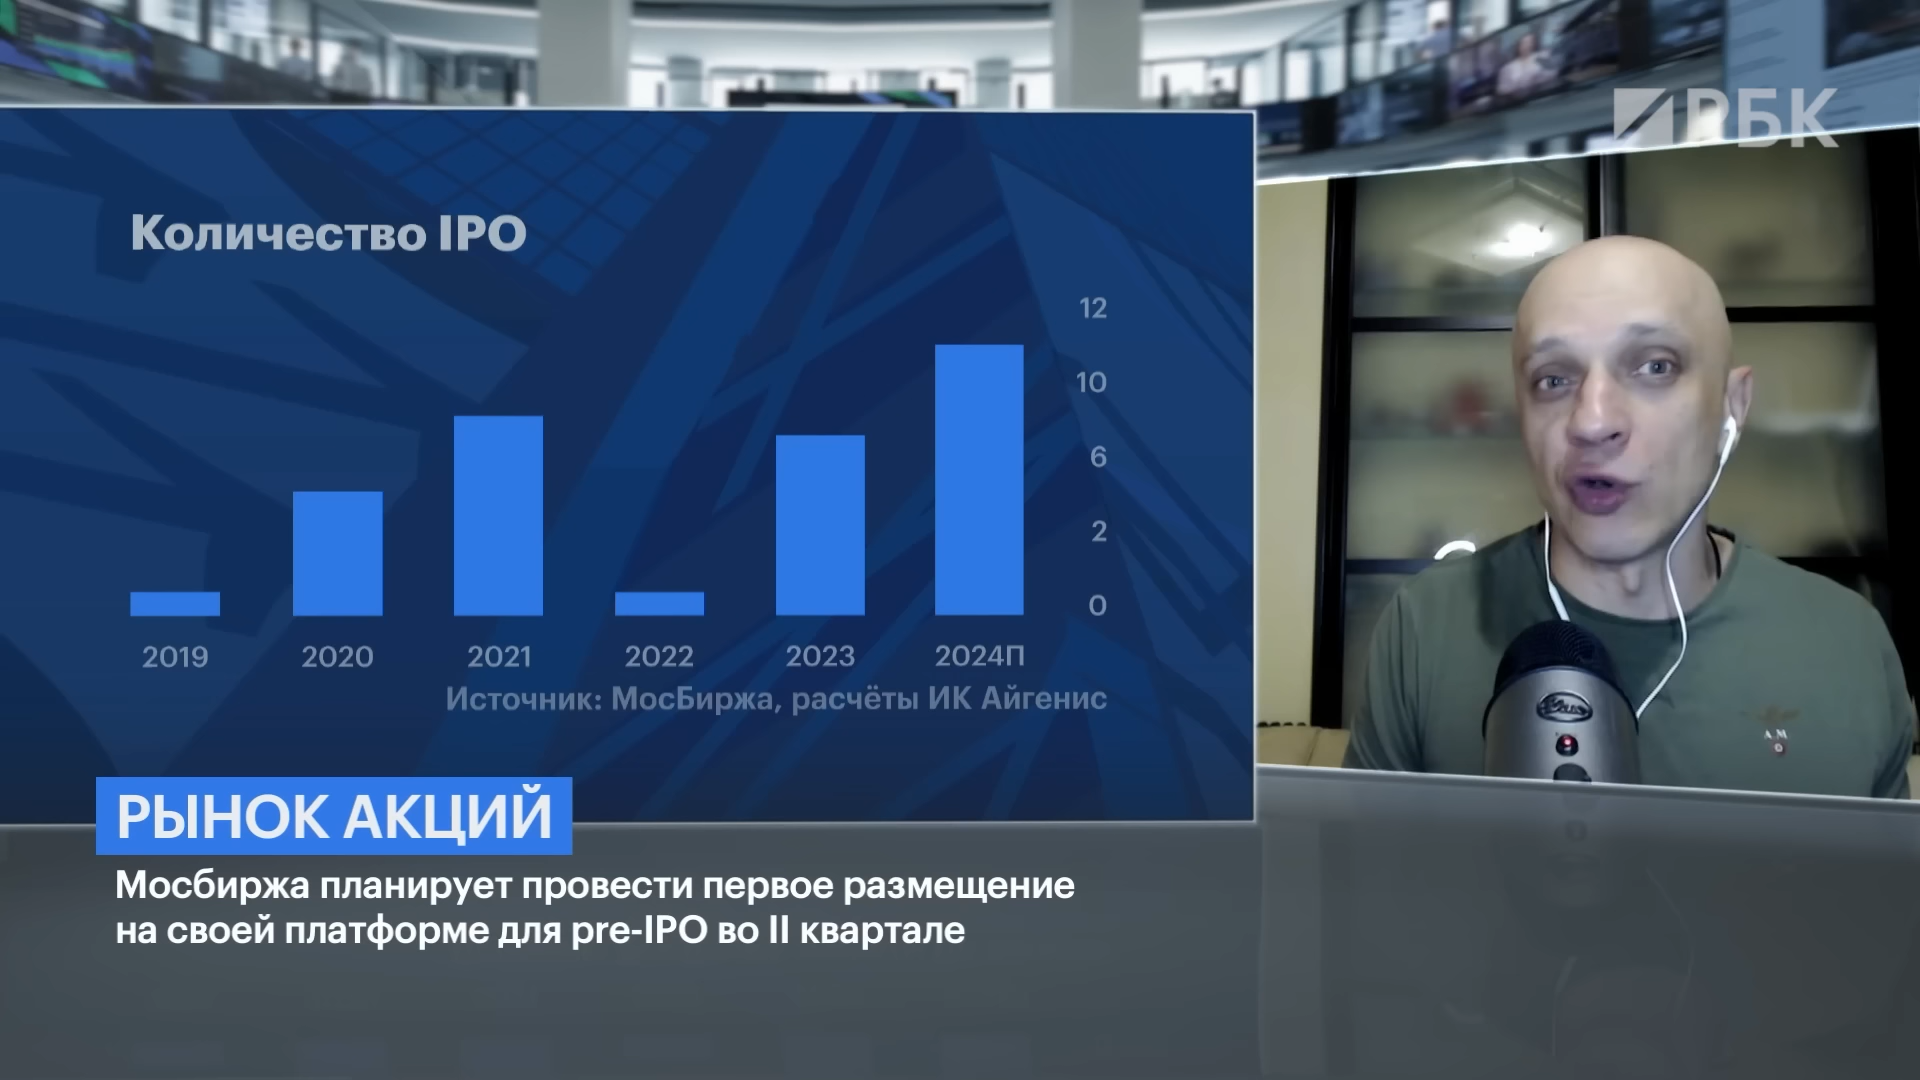 РБК
Количество IPO
12
10
6
2
0
2019 2020 2021 2022 2023 2024П
Источник: МосБиржа, расчёты ИК Айгенис
A M
РЫНОК АКЦИЙ
Мосбиржа планирует провести первое размещение
на своей платформе для pre-IPO во II квартале